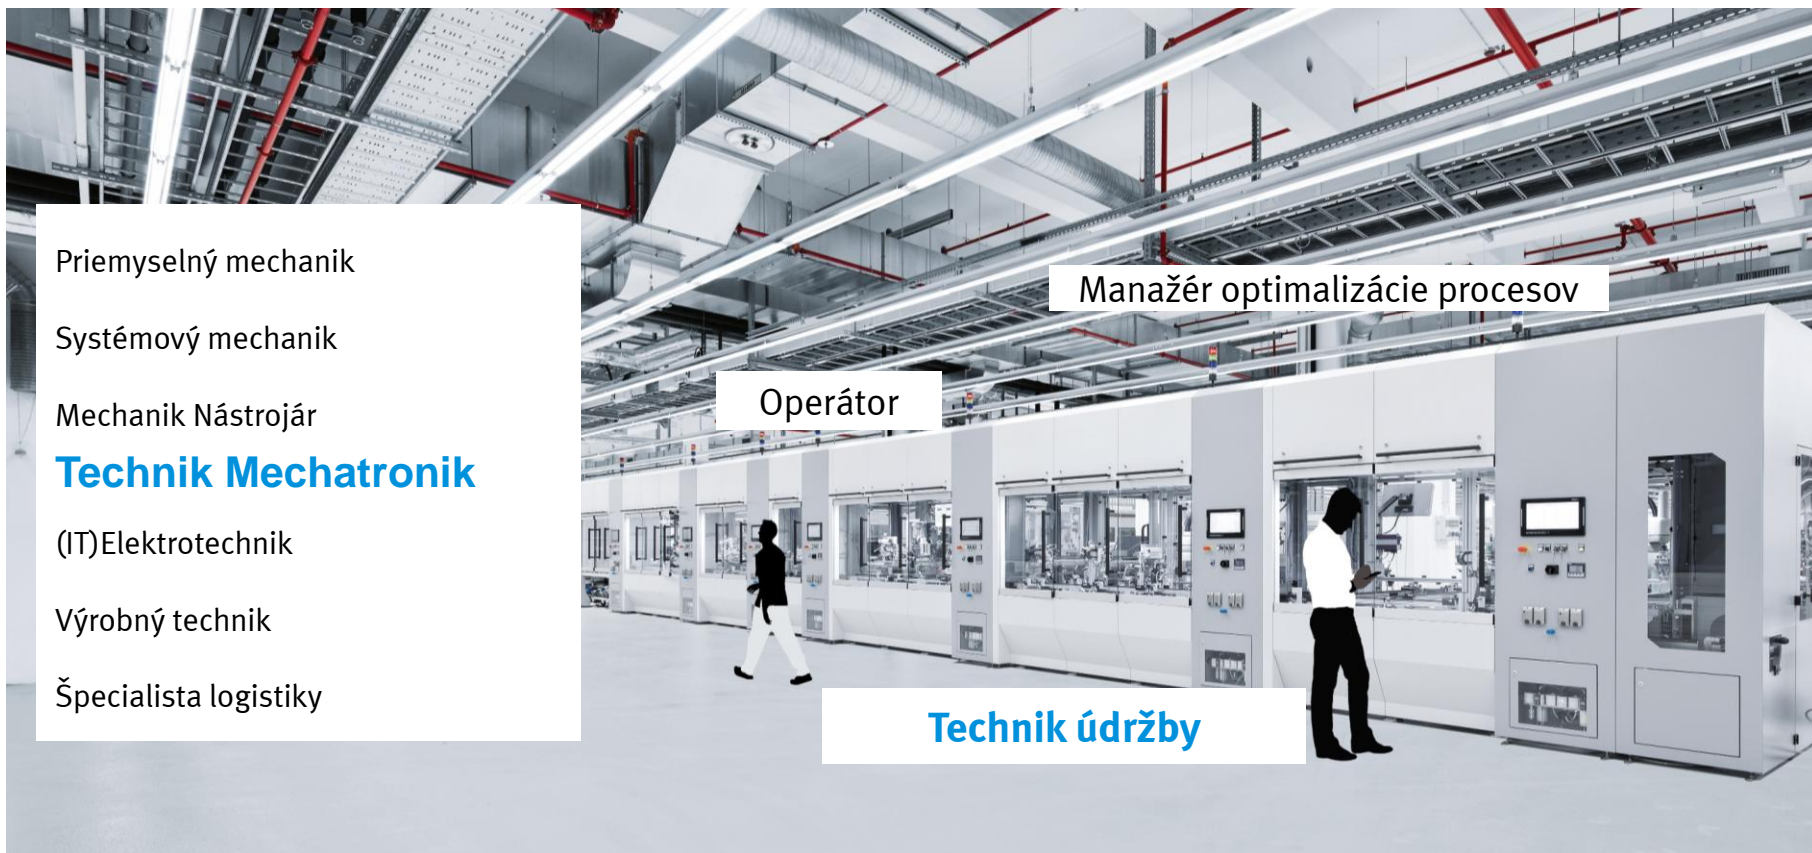 Priemyselný mechanik
Systémový mechanik
Mechanik Nástrojár
Technik Mechatronik
(IT)Elektrotechnik
Výrobný technik
Špecialista logistiky
Manažér optimalizácie procesov
Operátor
Technik údržby